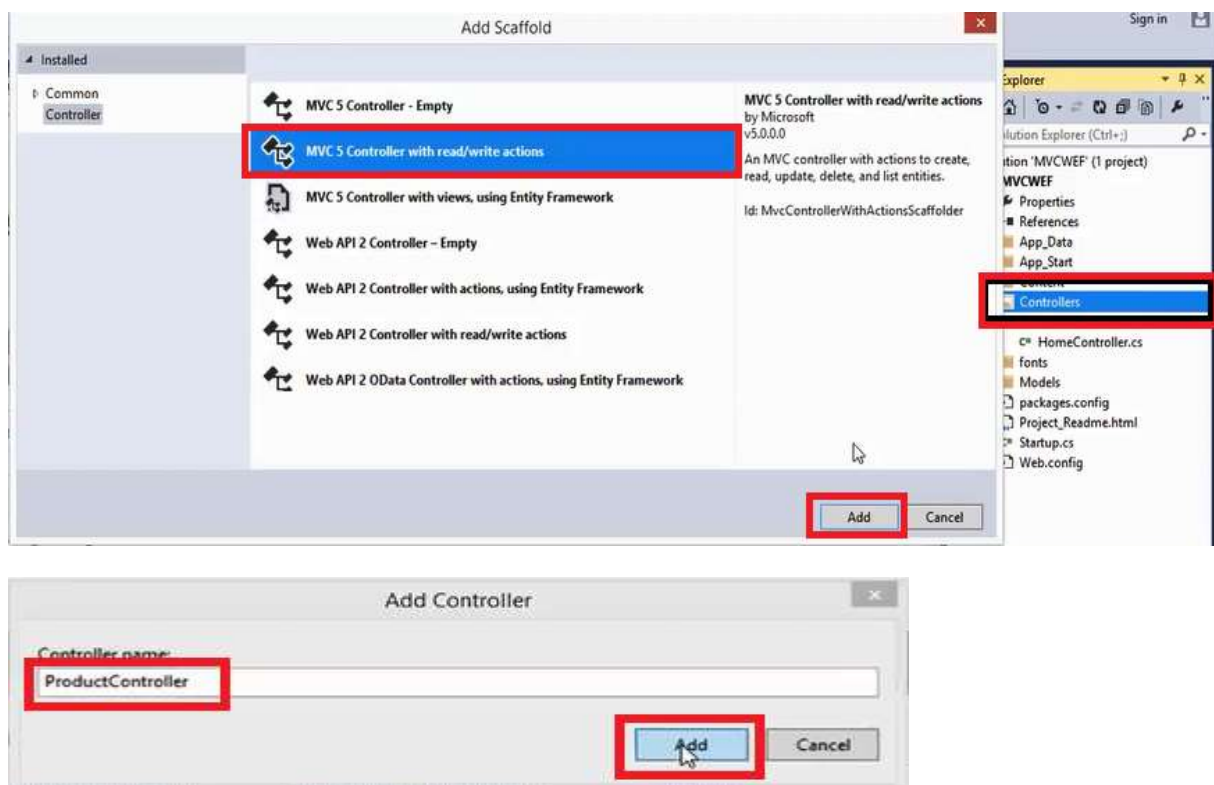 Add Scaffold
Sign in
Installed
Common
Controller
MVC 5 Controller - Empty
MVC 5 Controller with read/write actions
MVC 5 Controller with views, using Entity Framework
Web API 2 Controller – Empty
Web API 2 Controller with actions, using Entity Framework
Web API 2 Controller with read/write actions
Web API 2 OData Controller with actions, using Entity Framework
MVC 5 Controller with read/write actions
by Microsoft
v5.0.0.0
An MVC controller with actions to create,
read, update, delete, and list entities.
Id: MvcControllerWithActionsScaffolder
Add
Cancel
Explorer
lution Explorer (Ctrl+;)
ition 'MVCWEF' (1 project)
MVCWEF
Properties
References
App_Data
App_Start
Content
Controllers
C# HomeController.cs
fonts
Models
packages.config
Project_Readme.html
Startup.cs
Web.config
Add Controller
Controller name:
ProductController
Add
Cancel